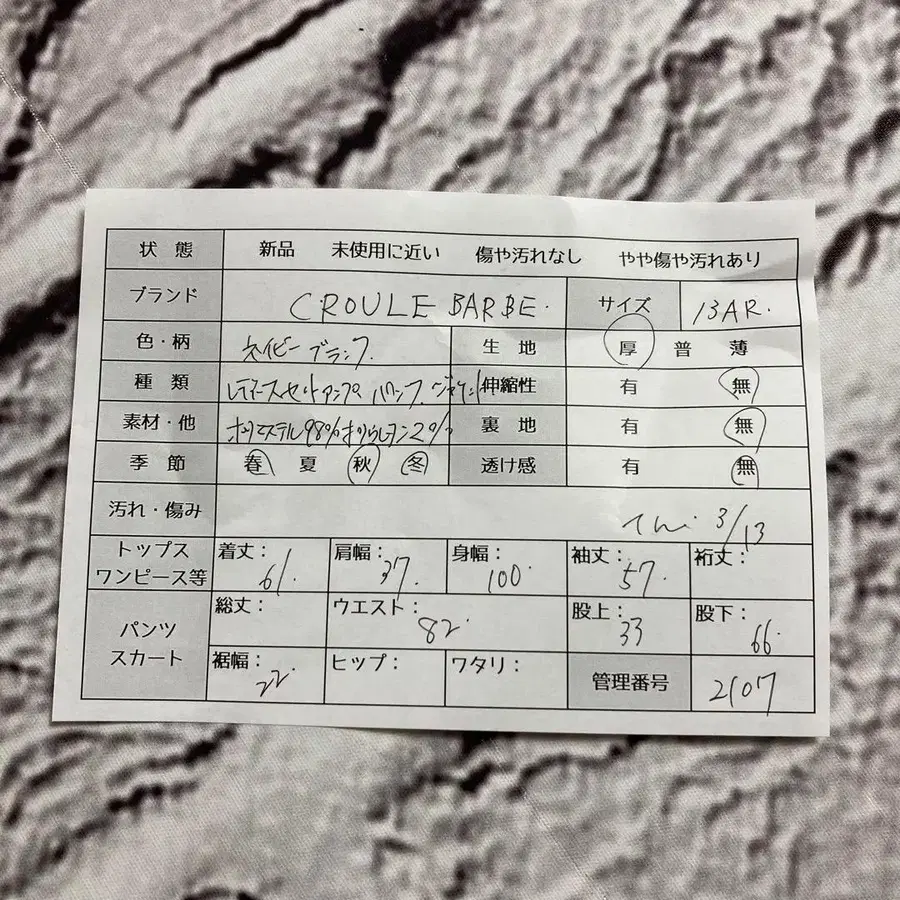 状態 新品 未使用に近い 傷や汚れなし やや傷や汚れあり
ブランド CROULE BARBE. サイズ 13AR.
色・柄 ネイビーブラック. 生地 厚 普 薄
種類 レディースセットアップ パンツ ジャケット 伸縮性 有 無
素材・他 ポリエステル98%ポリウレタン2% 裏地 有 無
季節 春 夏 秋 冬 透け感 有 無
汚れ・傷み 3/13
トップス ワンピース等 着丈: 61. 肩幅: 37. 身幅: 100. 袖丈: 57. 裄丈:
パンツ スカート 総丈: ウエスト: 82. 股上: 33 股下: 66.
裾幅: 22. ヒップ: ワタリ: 管理番号 2107